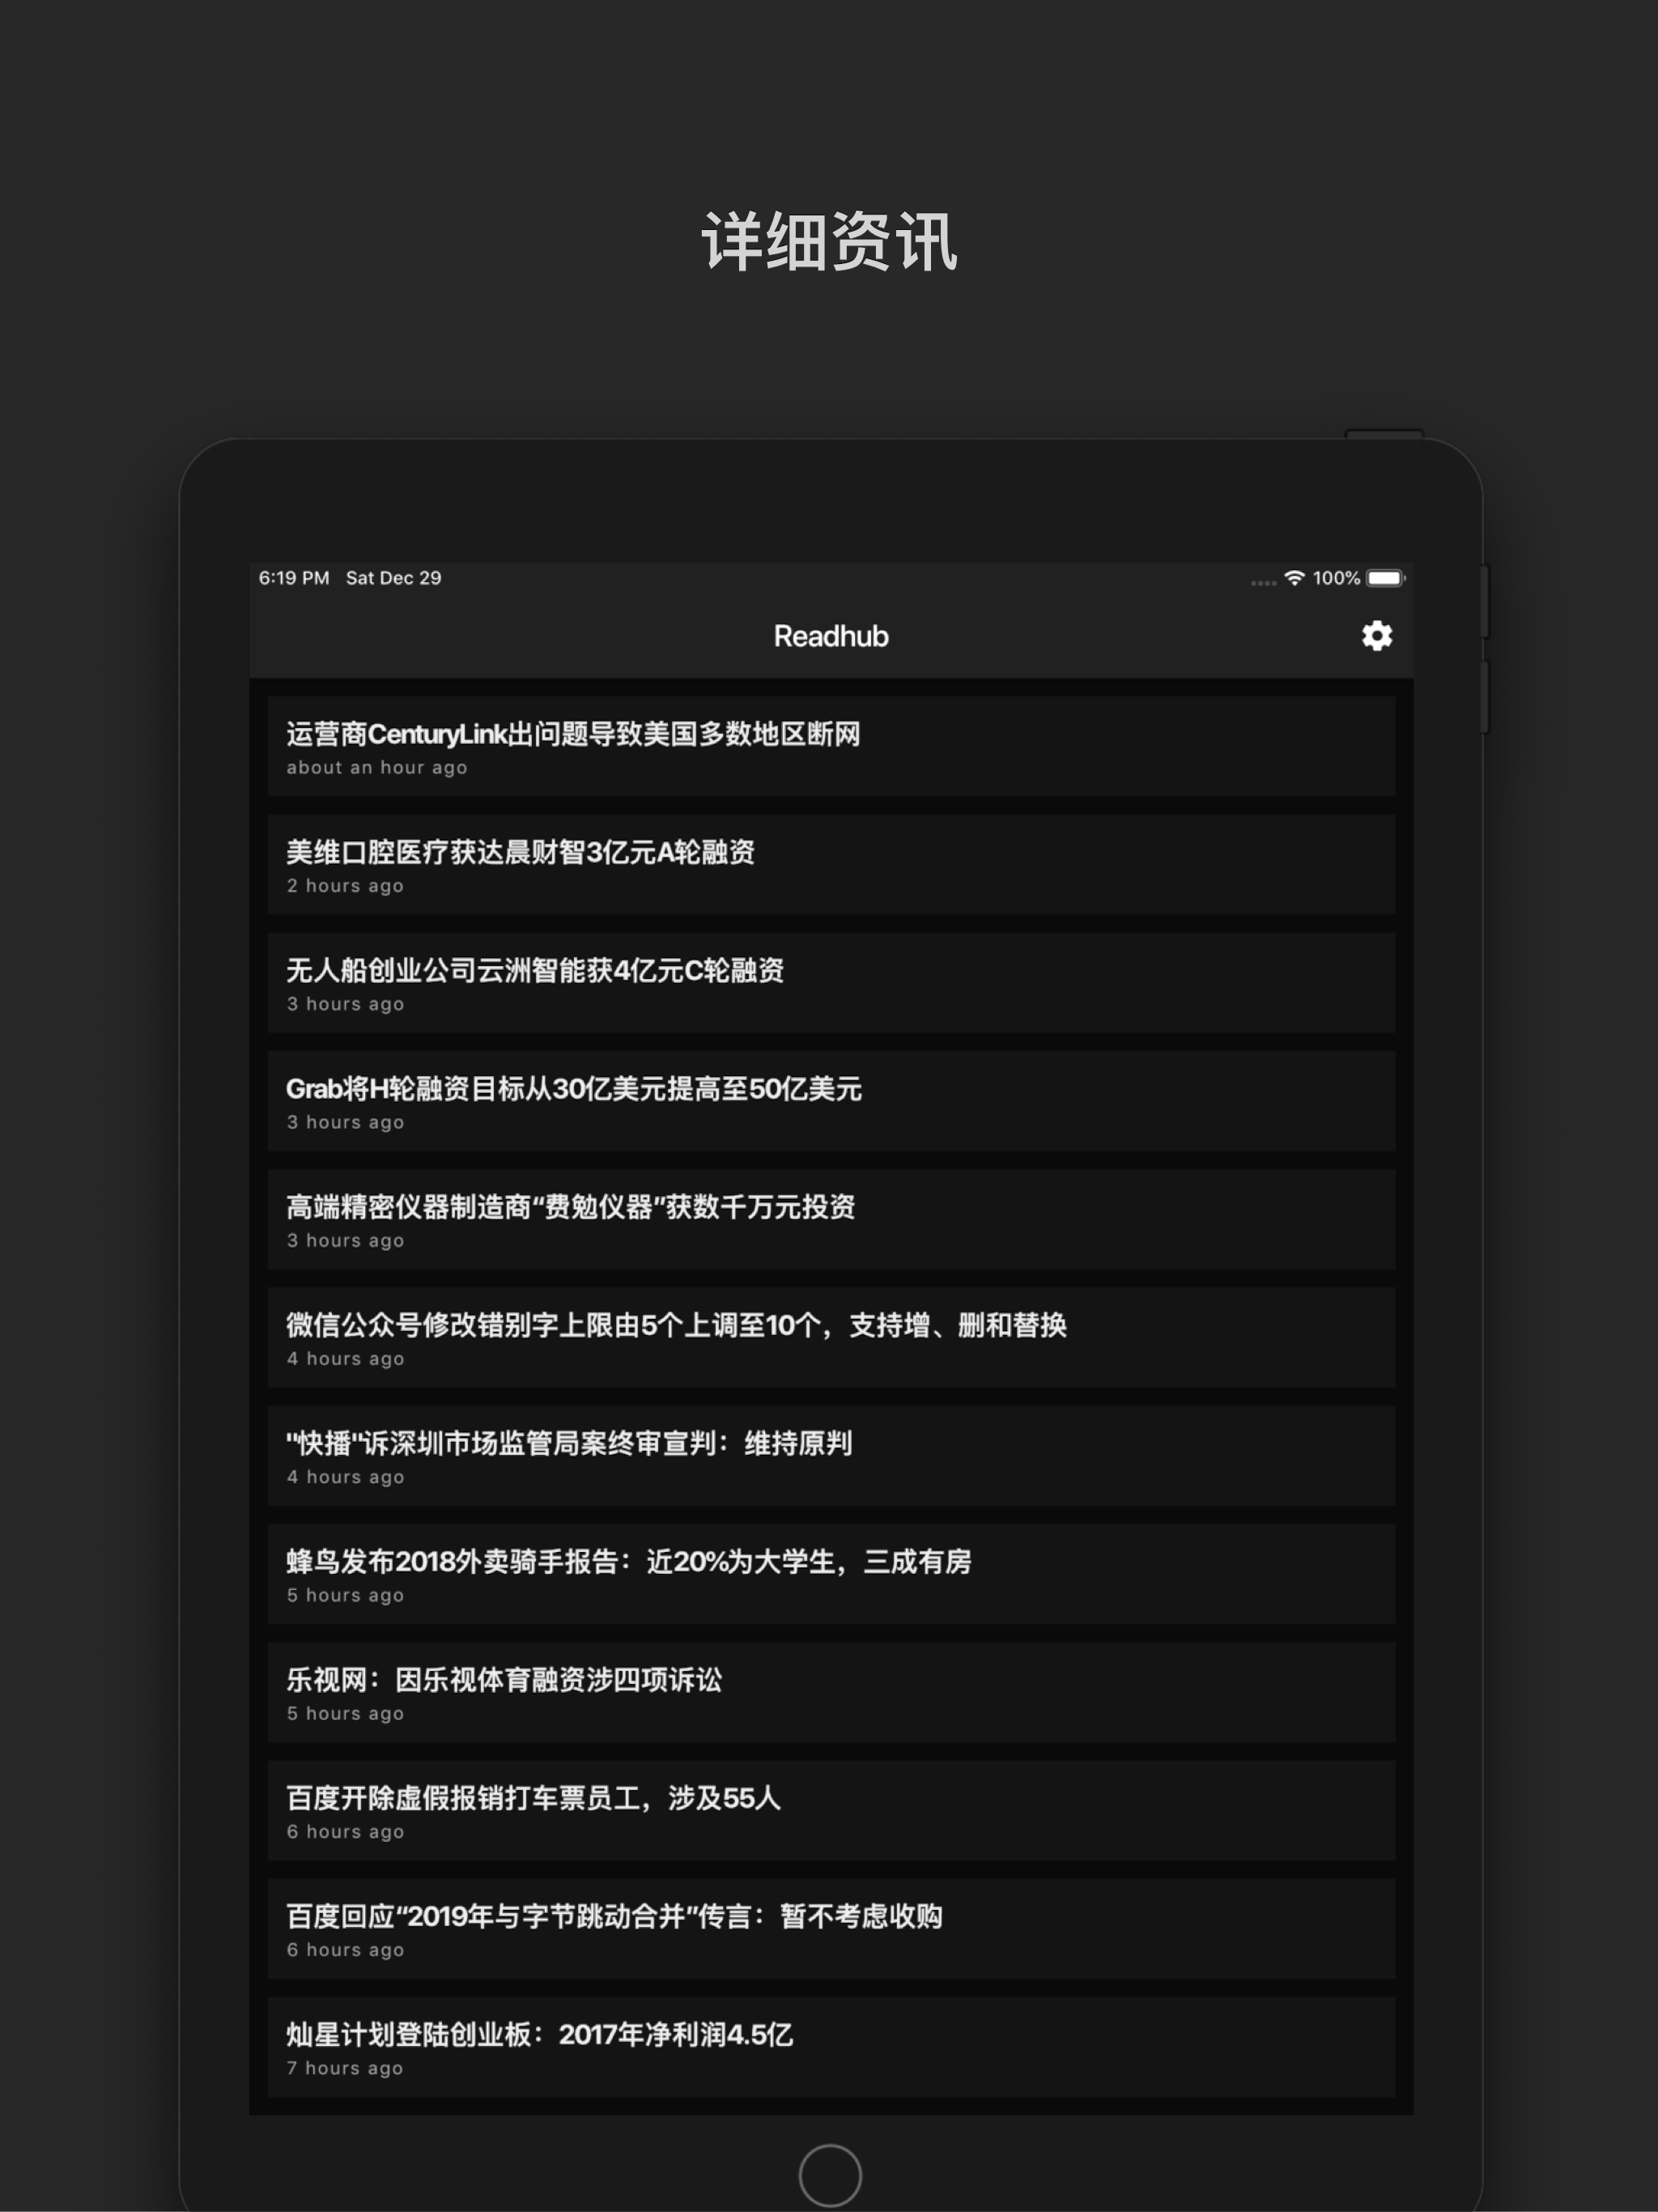 详细资讯
6:19 PM Sat Dec 29
100%
Readhub
运营商CenturyLink出问题导致美国多数地区断网
about an hour ago
美维口腔医疗获达晨财智3亿元A轮融资
2 hours ago
无人船创业公司云洲智能获4亿元C轮融资
3 hours ago
Grab将H轮融资目标从30亿美元提高至50亿美元
3 hours ago
高端精密仪器制造商“费勉仪器”获数千万元投资
3 hours ago
微信公众号修改错别字上限由5个上调至10个，支持增、删和替换
4 hours ago
"快播"诉深圳市场监管局案终审宣判：维持原判
4 hours ago
蜂鸟发布2018外卖骑手报告：近20%为大学生，三成有房
5 hours ago
乐视网：因乐视体育融资涉四项诉讼
5 hours ago
百度开除虚假报销打车票员工，涉及55人
6 hours ago
百度回应“2019年与字节跳动合并”传言：暂不考虑收购
6 hours ago
灿星计划登陆创业板：2017年净利润4.5亿
7 hours ago